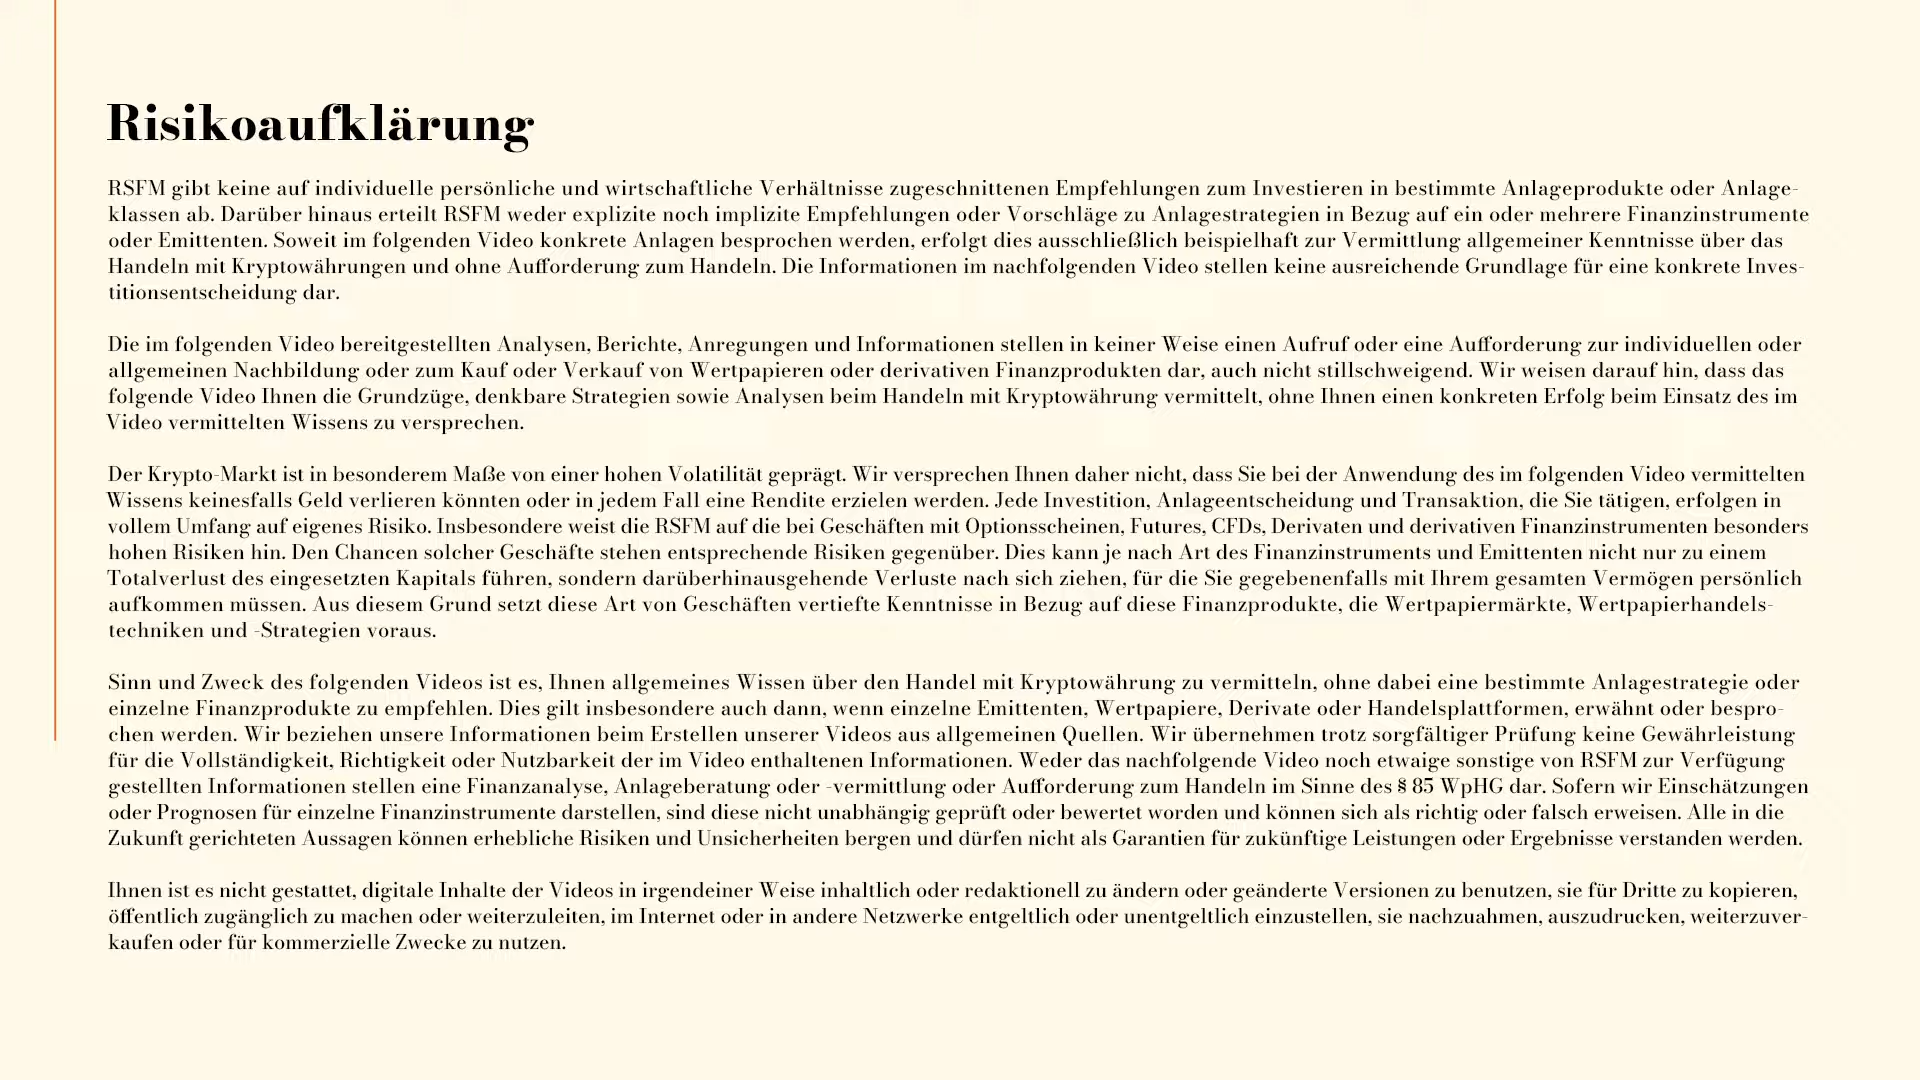 Risikoaufklärung
RSFM gibt keine auf individuelle persönliche und wirtschaftliche Verhältnisse zugeschnittenen Empfehlungen zum Investieren in bestimmte Anlageprodukte oder Anlage-
klassen ab. Darüber hinaus erteilt RSFM weder explizite noch implizite Empfehlungen oder Vorschläge zu Anlagestrategien in Bezug auf ein oder mehrere Finanzinstrumente
oder Emittenten. Soweit im folgenden Video konkrete Anlagen besprochen werden, erfolgt dies ausschließlich beispielhaft zur Vermittlung allgemeiner Kenntnisse über das
Handeln mit Kryptowährungen und ohne Aufforderung zum Handeln. Die Informationen im nachfolgenden Video stellen keine ausreichende Grundlage für eine konkrete Inves-
titionsentscheidung dar.
Die im folgenden Video bereitgestellten Analysen, Berichte, Anregungen und Informationen stellen in keiner Weise einen Aufruf oder eine Aufforderung zur individuellen oder
allgemeinen Nachbildung oder zum Kauf oder Verkauf von Wertpapieren oder derivativen Finanzprodukten dar, auch nicht stillschweigend. Wir weisen darauf hin, dass das
folgende Video Ihnen die Grundzüge, denkbare Strategien sowie Analysen beim Handeln mit Kryptowährung vermittelt, ohne Ihnen einen konkreten Erfolg beim Einsatz des im
Video vermittelten Wissens zu versprechen.
Der Krypto-Markt ist in besonderem Maße von einer hohen Volatilität geprägt. Wir versprechen Ihnen daher nicht, dass Sie bei der Anwendung des im folgenden Video vermittelten
Wissens keinesfalls Geld verlieren könnten oder in jedem Fall eine Rendite erzielen werden. Jede Investition, Anlageentscheidung und Transaktion, die Sie tätigen, erfolgen in
vollem Umfang auf eigenes Risiko. Insbesondere weist die RSFM auf die bei Geschäften mit Optionsscheinen, Futures, CFDs, Derivaten und derivativen Finanzinstrumenten besonders
hohen Risiken hin. Den Chancen solcher Geschäfte stehen entsprechende Risiken gegenüber. Dies kann je nach Art des Finanzinstruments und Emittenten nicht nur zu einem
Totalverlust des eingesetzten Kapitals führen, sondern darüberhinausgehende Verluste nach sich ziehen, für die Sie gegebenenfalls mit Ihrem gesamten Vermögen persönlich
aufkommen müssen. Aus diesem Grund setzt diese Art von Geschäften vertiefte Kenntnisse in Bezug auf diese Finanzprodukte, die Wertpapiermärkte, Wertpapierhandels-
techniken und -Strategien voraus.
Sinn und Zweck des folgenden Videos ist es, Ihnen allgemeines Wissen über den Handel mit Kryptowährung zu vermitteln, ohne dabei eine bestimmte Anlagestrategie oder
einzelne Finanzprodukte zu empfehlen. Dies gilt insbesondere auch dann, wenn einzelne Emittenten, Wertpapiere, Derivate oder Handelsplattformen, erwähnt oder bespro-
chen werden. Wir beziehen unsere Informationen beim Erstellen unserer Videos aus allgemeinen Quellen. Wir übernehmen trotz sorgfältiger Prüfung keine Gewährleistung
für die Vollständigkeit, Richtigkeit oder Nutzbarkeit der im Video enthaltenen Informationen. Weder das nachfolgende Video noch etwaige sonstige von RSFM zur Verfügung
gestellten Informationen stellen eine Finanzanalyse, Anlageberatung oder -vermittlung oder Aufforderung zum Handeln im Sinne des § 85 WpHG dar. Sofern wir Einschätzungen
oder Prognosen für einzelne Finanzinstrumente darstellen, sind diese nicht unabhängig geprüft oder bewertet worden und können sich als richtig oder falsch erweisen. Alle in die
Zukunft gerichteten Aussagen können erhebliche Risiken und Unsicherheiten bergen und dürfen nicht als Garantien für zukünftige Leistungen oder Ergebnisse verstanden werden.
Ihnen ist es nicht gestattet, digitale Inhalte der Videos in irgendeiner Weise inhaltlich oder redaktionell zu ändern oder geänderte Versionen zu benutzen, sie für Dritte zu kopieren,
öffentlich zugänglich zu machen oder weiterzuleiten, im Internet oder in andere Netzwerke entgeltlich oder unentgeltlich einzustellen, sie nachzuahmen, auszudrucken, weiterzuver-
kaufen oder für kommerzielle Zwecke zu nutzen.